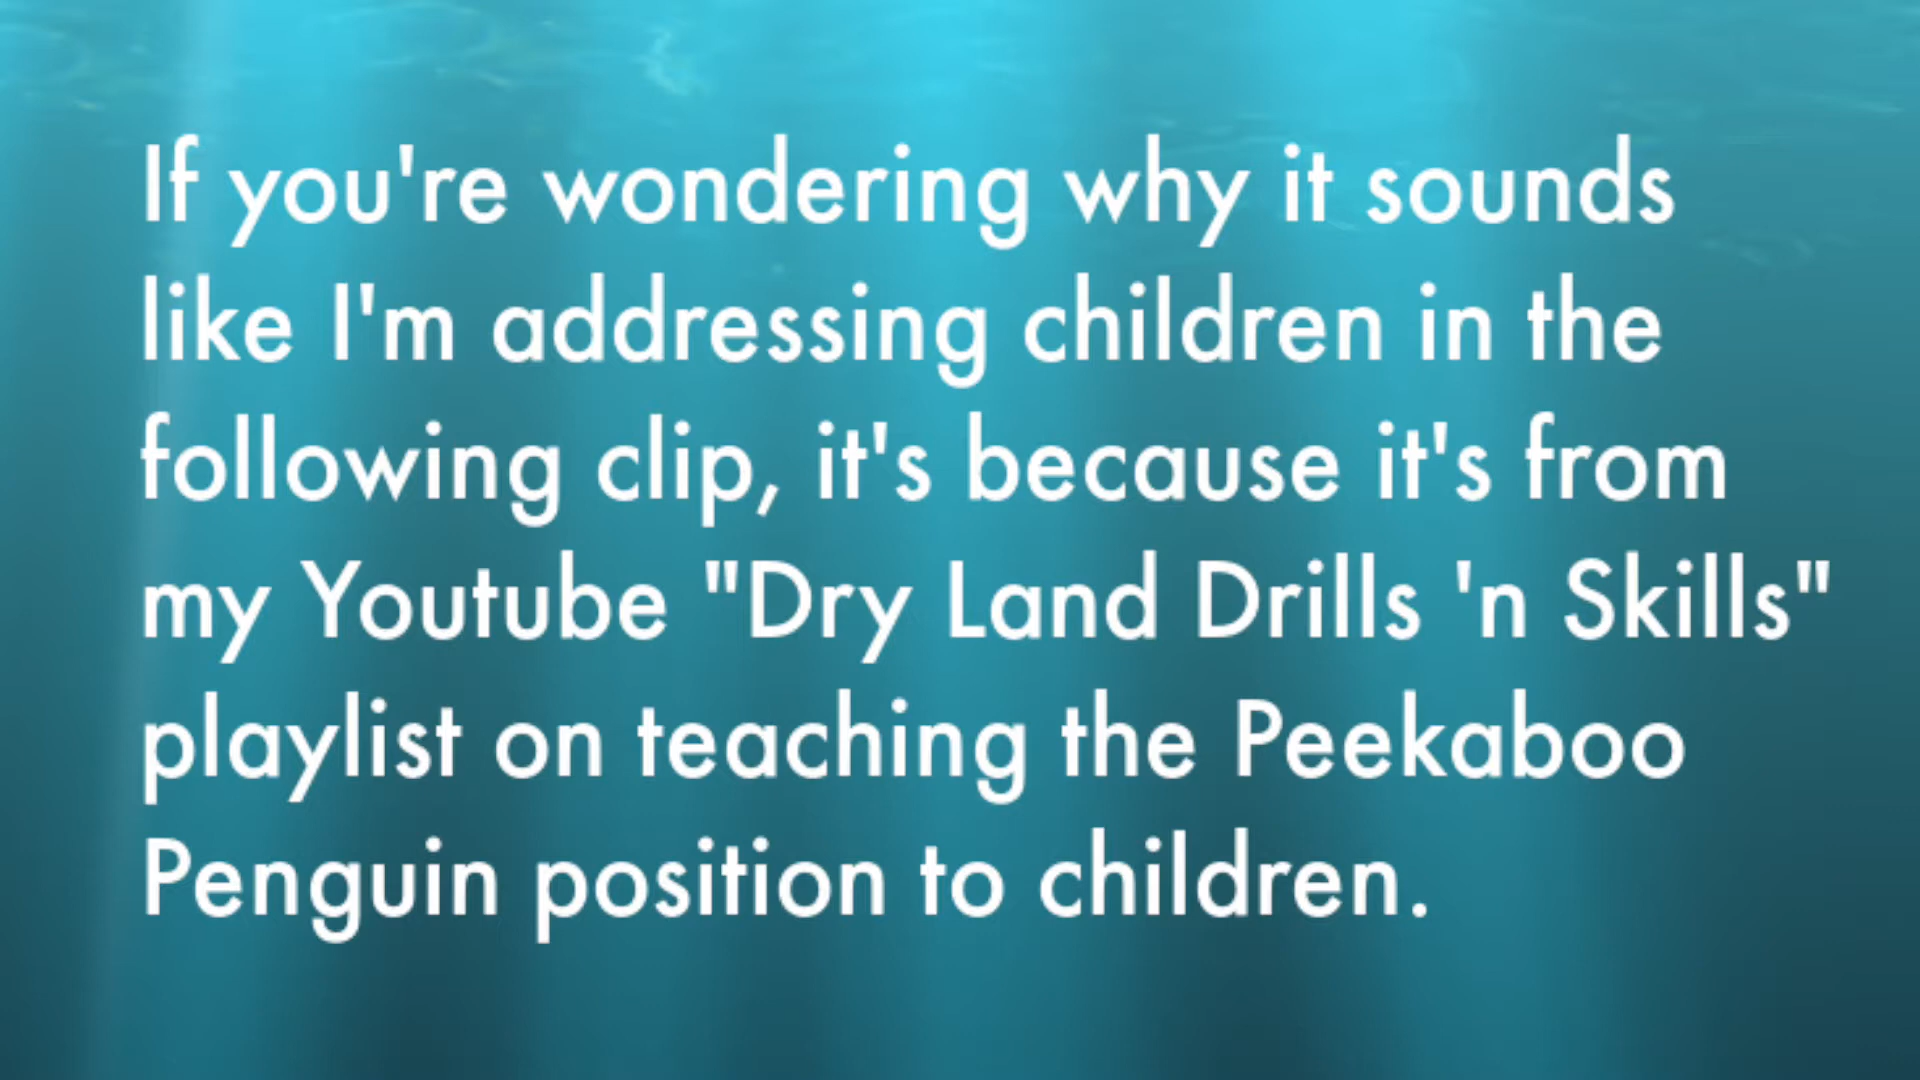 If you're wondering why it sounds
like I'm addressing children in the
following clip, it's because it's from
my Youtube "Dry Land Drills 'n Skills"
playlist on teaching the Peekaboo
Penguin position to children.